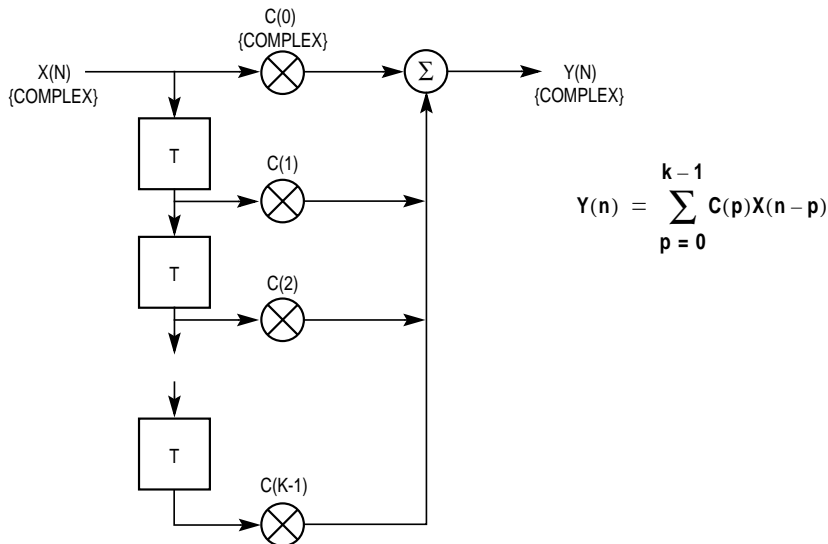 C(0)
{COMPLEX}
X(N)
{COMPLEX}
Σ
Y(N)
{COMPLEX}
T
C(1)
T
C(2)
T
C(K-1)
k – 1
Y(n) = ∑ C(p)X(n – p)
p = 0